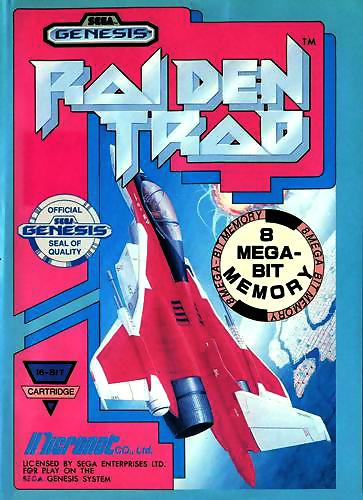 SEGA
GENESIS
™
RAIDEN
TRAD
OFFICIAL
SEGA
GENESIS
SEAL OF
QUALITY
8 MEGA BIT MEMORY
8 MEGA BIT MEMORY
8
MEGA-
BIT
MEMORY
16-BIT
CARTRIDGE
Micronet CO., Ltd.
LICENSED BY SEGA ENTERPRISES LTD.
FOR PLAY ON THE
SEGA GENESIS SYSTEM